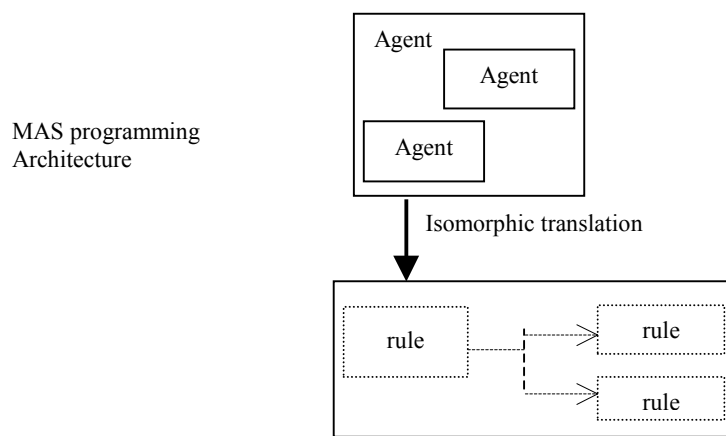 Agent
Agent
MAS programming
Architecture
Agent
Isomorphic translation
rule
rule
rule